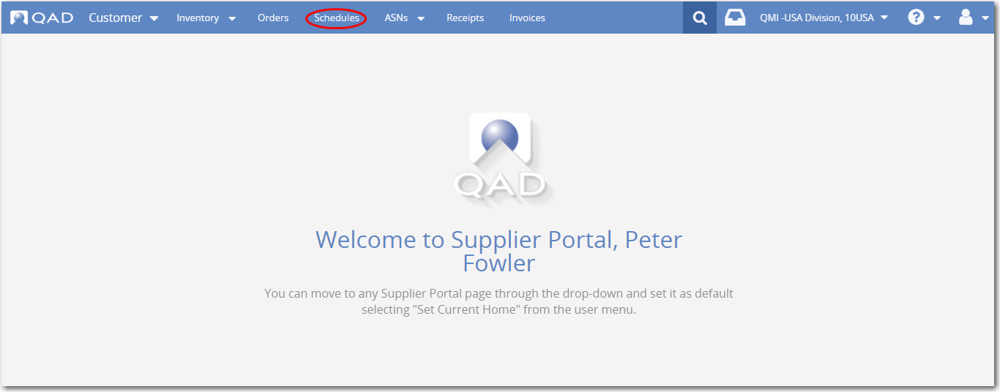 QAD Customer Inventory Orders Schedules ASNs Receipts Invoices QMI -USA Division, 10USA ?
QAD
Welcome to Supplier Portal, Peter
Fowler
You can move to any Supplier Portal page through the drop-down and set it as default
selecting "Set Current Home" from the user menu.